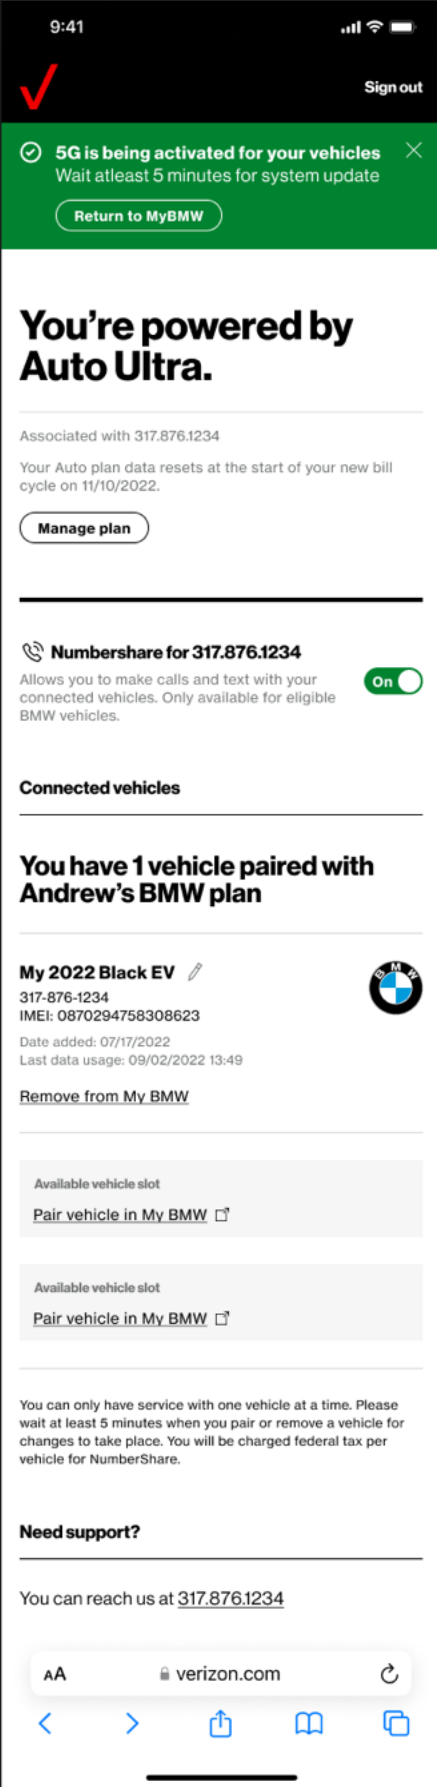 9:41
Sign out
5G is being activated for your vehicles
Wait atleast 5 minutes for system update
Return to MyBMW
You're powered by
Auto Ultra.
Associated with 317.876.1234
Your Auto plan data resets at the start of your new bill
cycle on 11/10/2022.
Manage plan
Numbershare for 317.876.1234
Allows you to make calls and text with your
connected vehicles. Only available for eligible
BMW vehicles.
On
Connected vehicles
You have 1 vehicle paired with
Andrew's BMW plan
My 2022 Black EV
BMW
317-876-1234
IMEI: 0870294758308623
Date added: 07/17/2022
Last data usage: 09/02/2022 13:49
Remove from My BMW
Available vehicle slot
Pair vehicle in My BMW
Available vehicle slot
Pair vehicle in My BMW
You can only have service with one vehicle at a time. Please
wait at least 5 minutes when you pair or remove a vehicle for
changes to take place. You will be charged federal tax per
vehicle for NumberShare.
Need support?
You can reach us at 317.876.1234
AA
verizon.com